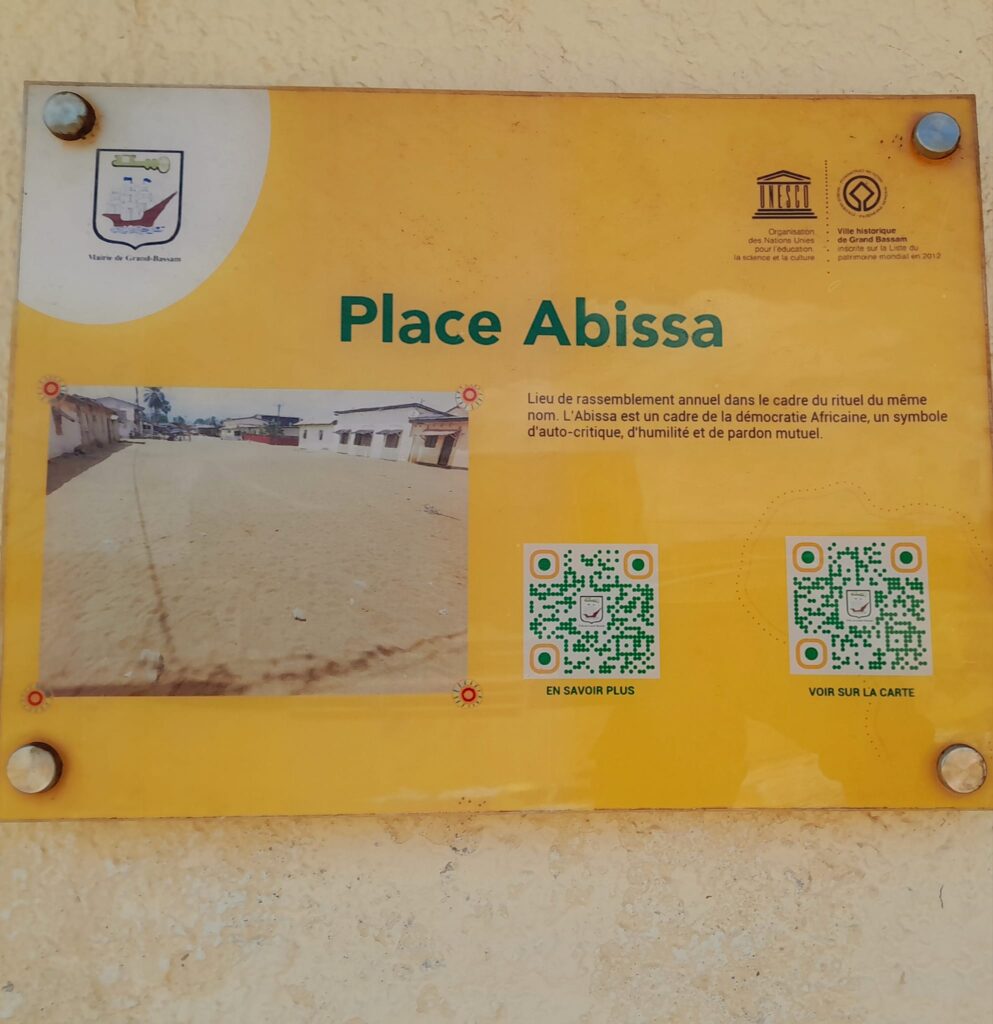 Mairie de Grand-Bassam
UNESCO
Organisation
des Nations Unies
pour l'éducation,
la science et la culture
Ville historique
de Grand Bassam
inscrite sur la Liste du
patrimoine mondial en 2012
Place Abissa
Lieu de rassemblement annuel dans le cadre du rituel du même
nom. L'Abissa est un cadre de la démocratie Africaine, un symbole
d'auto-critique, d'humilité et de pardon mutuel.
EN SAVOIR PLUS
VOIR SUR LA CARTE